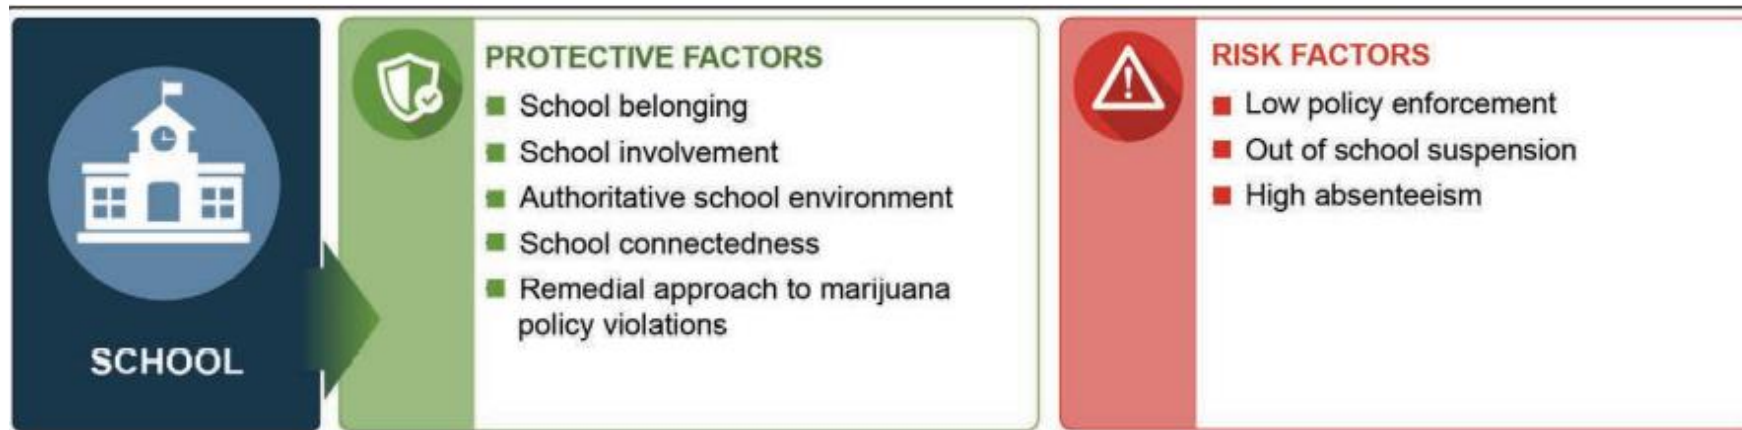 SCHOOL
PROTECTIVE FACTORS
School belonging
School involvement
Authoritative school environment
School connectedness
Remedial approach to marijuana
policy violations
RISK FACTORS
Low policy enforcement
Out of school suspension
High absenteeism